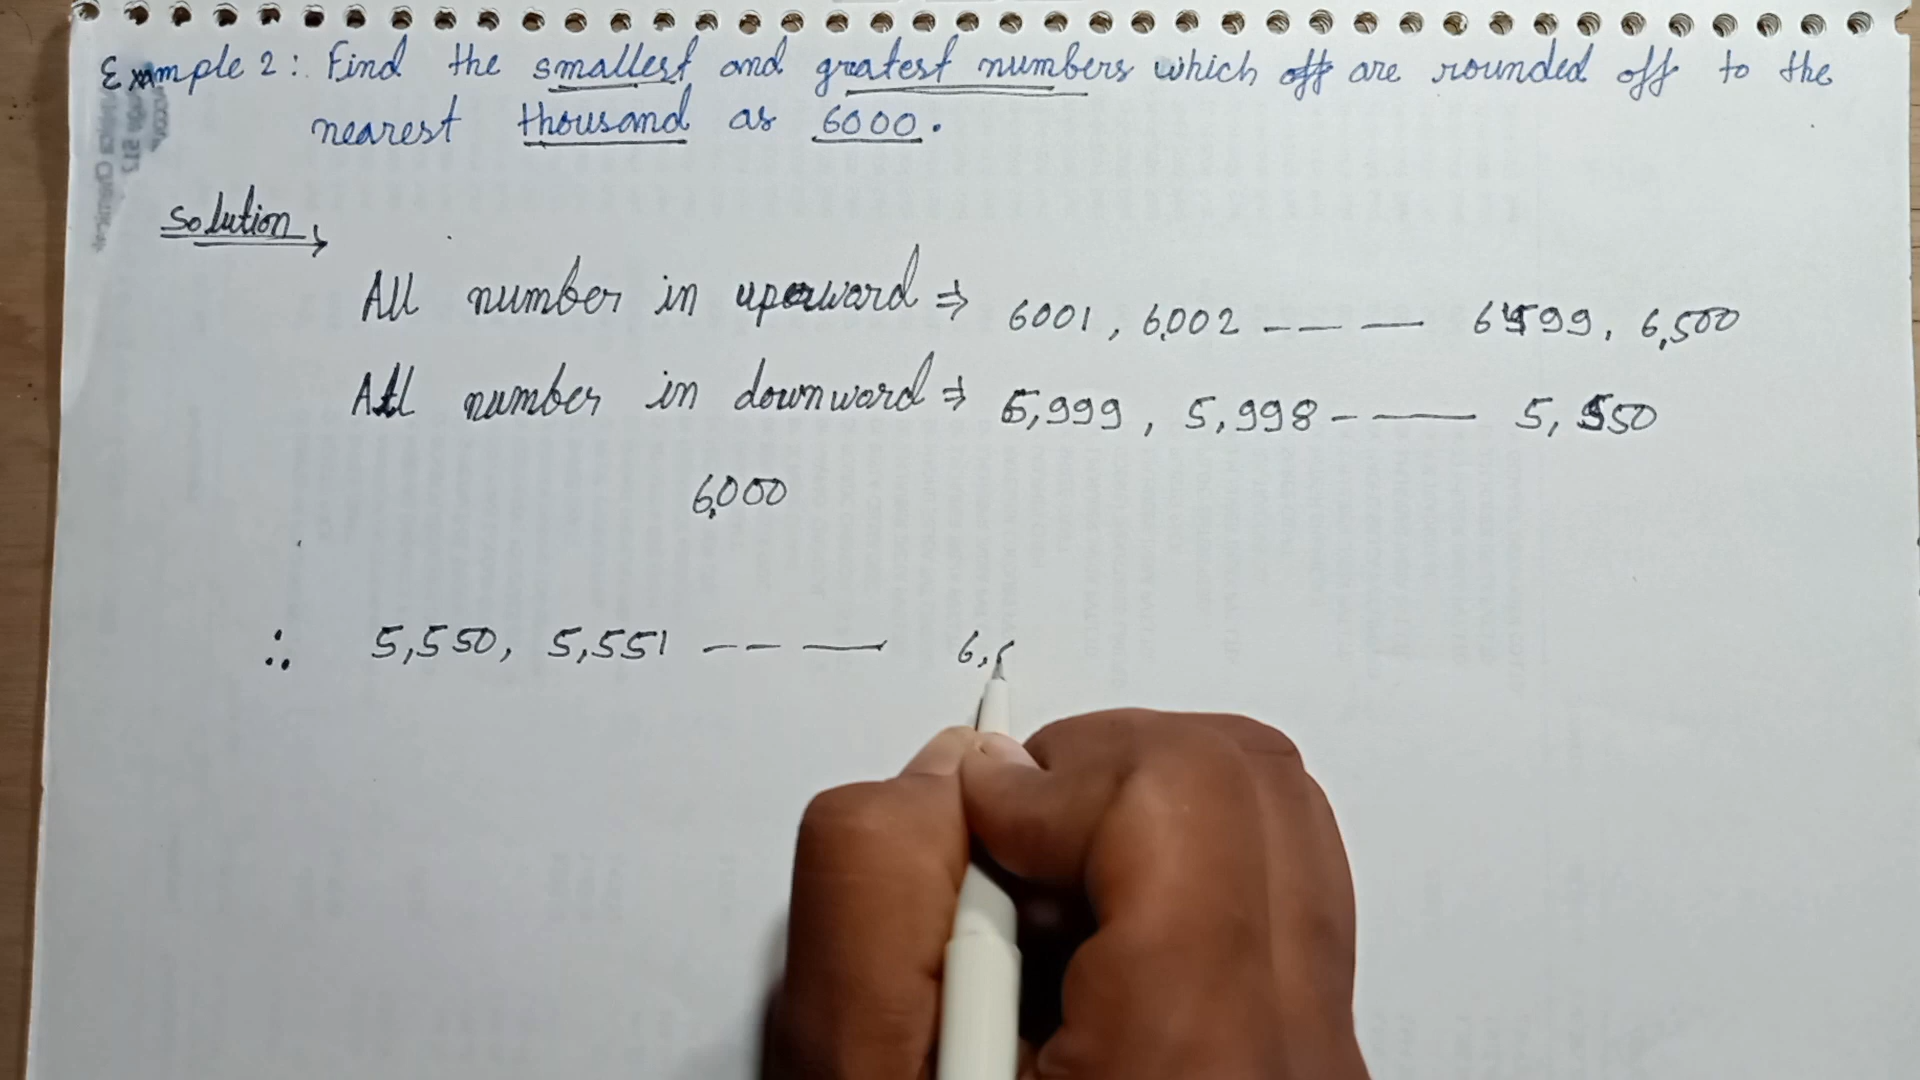 Example 2: Find the smallest and greatest numbers which off are rounded off to the
nearest thousand as 6000.
Solution,
All number in upward ⇒ 6001, 6,002 ------ 6499, 6,500
All number in downward ⇒ 5,999, 5,998 ------ 5,550
6,000
∴ 5,550, 5,551 ------ 6,